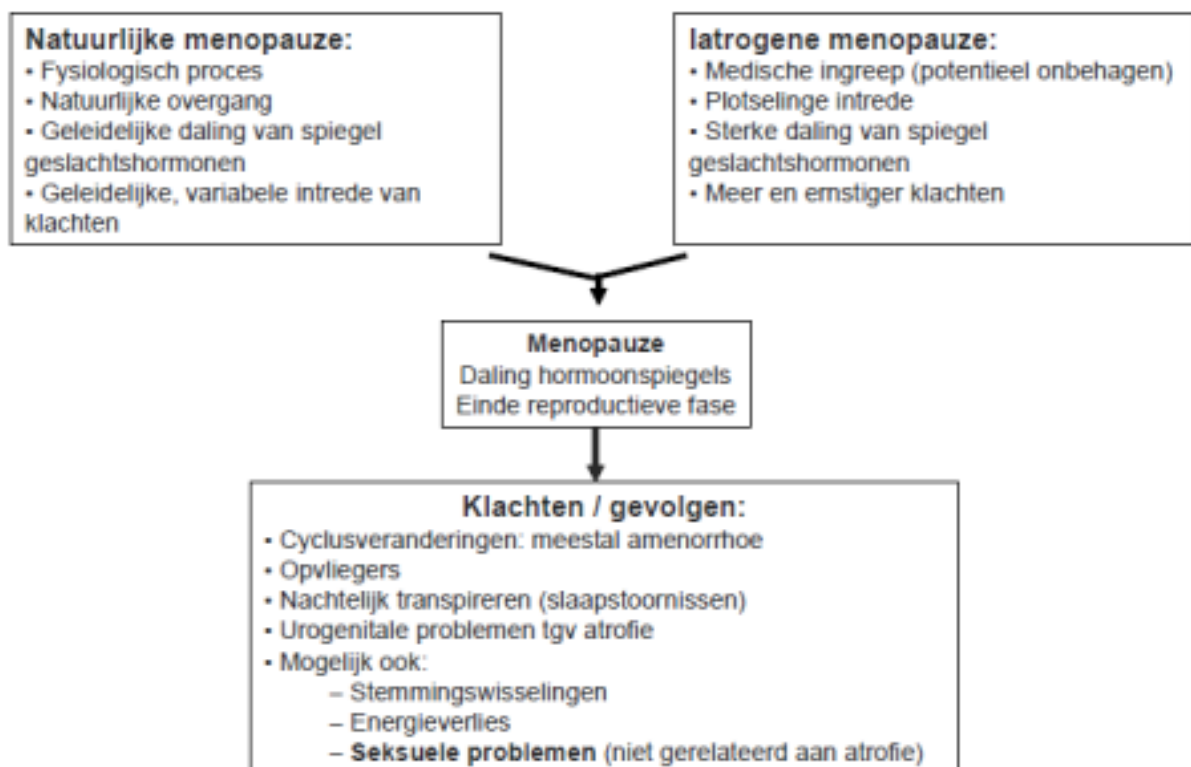 Natuurlijke menopauze:
• Fysiologisch proces
• Natuurlijke overgang
• Geleidelijke daling van spiegel
geslachtshormonen
• Geleidelijke, variabele intrede van
klachten
Iatrogene menopauze:
• Medische ingreep (potentieel onbehagen)
• Plotselinge intrede
• Sterke daling van spiegel
geslachtshormonen
• Meer en ernstiger klachten
Menopauze
Daling hormoonspiegels
Einde reproductieve fase
Klachten / gevolgen:
• Cyclusveranderingen: meestal amenorrhoe
• Opvliegers
• Nachtelijk transpireren (slaapstoornissen)
• Urogenitale problemen tgv atrofie
• Mogelijk ook:
– Stemmingswisselingen
– Energieverlies
– Seksuele problemen (niet gerelateerd aan atrofie)